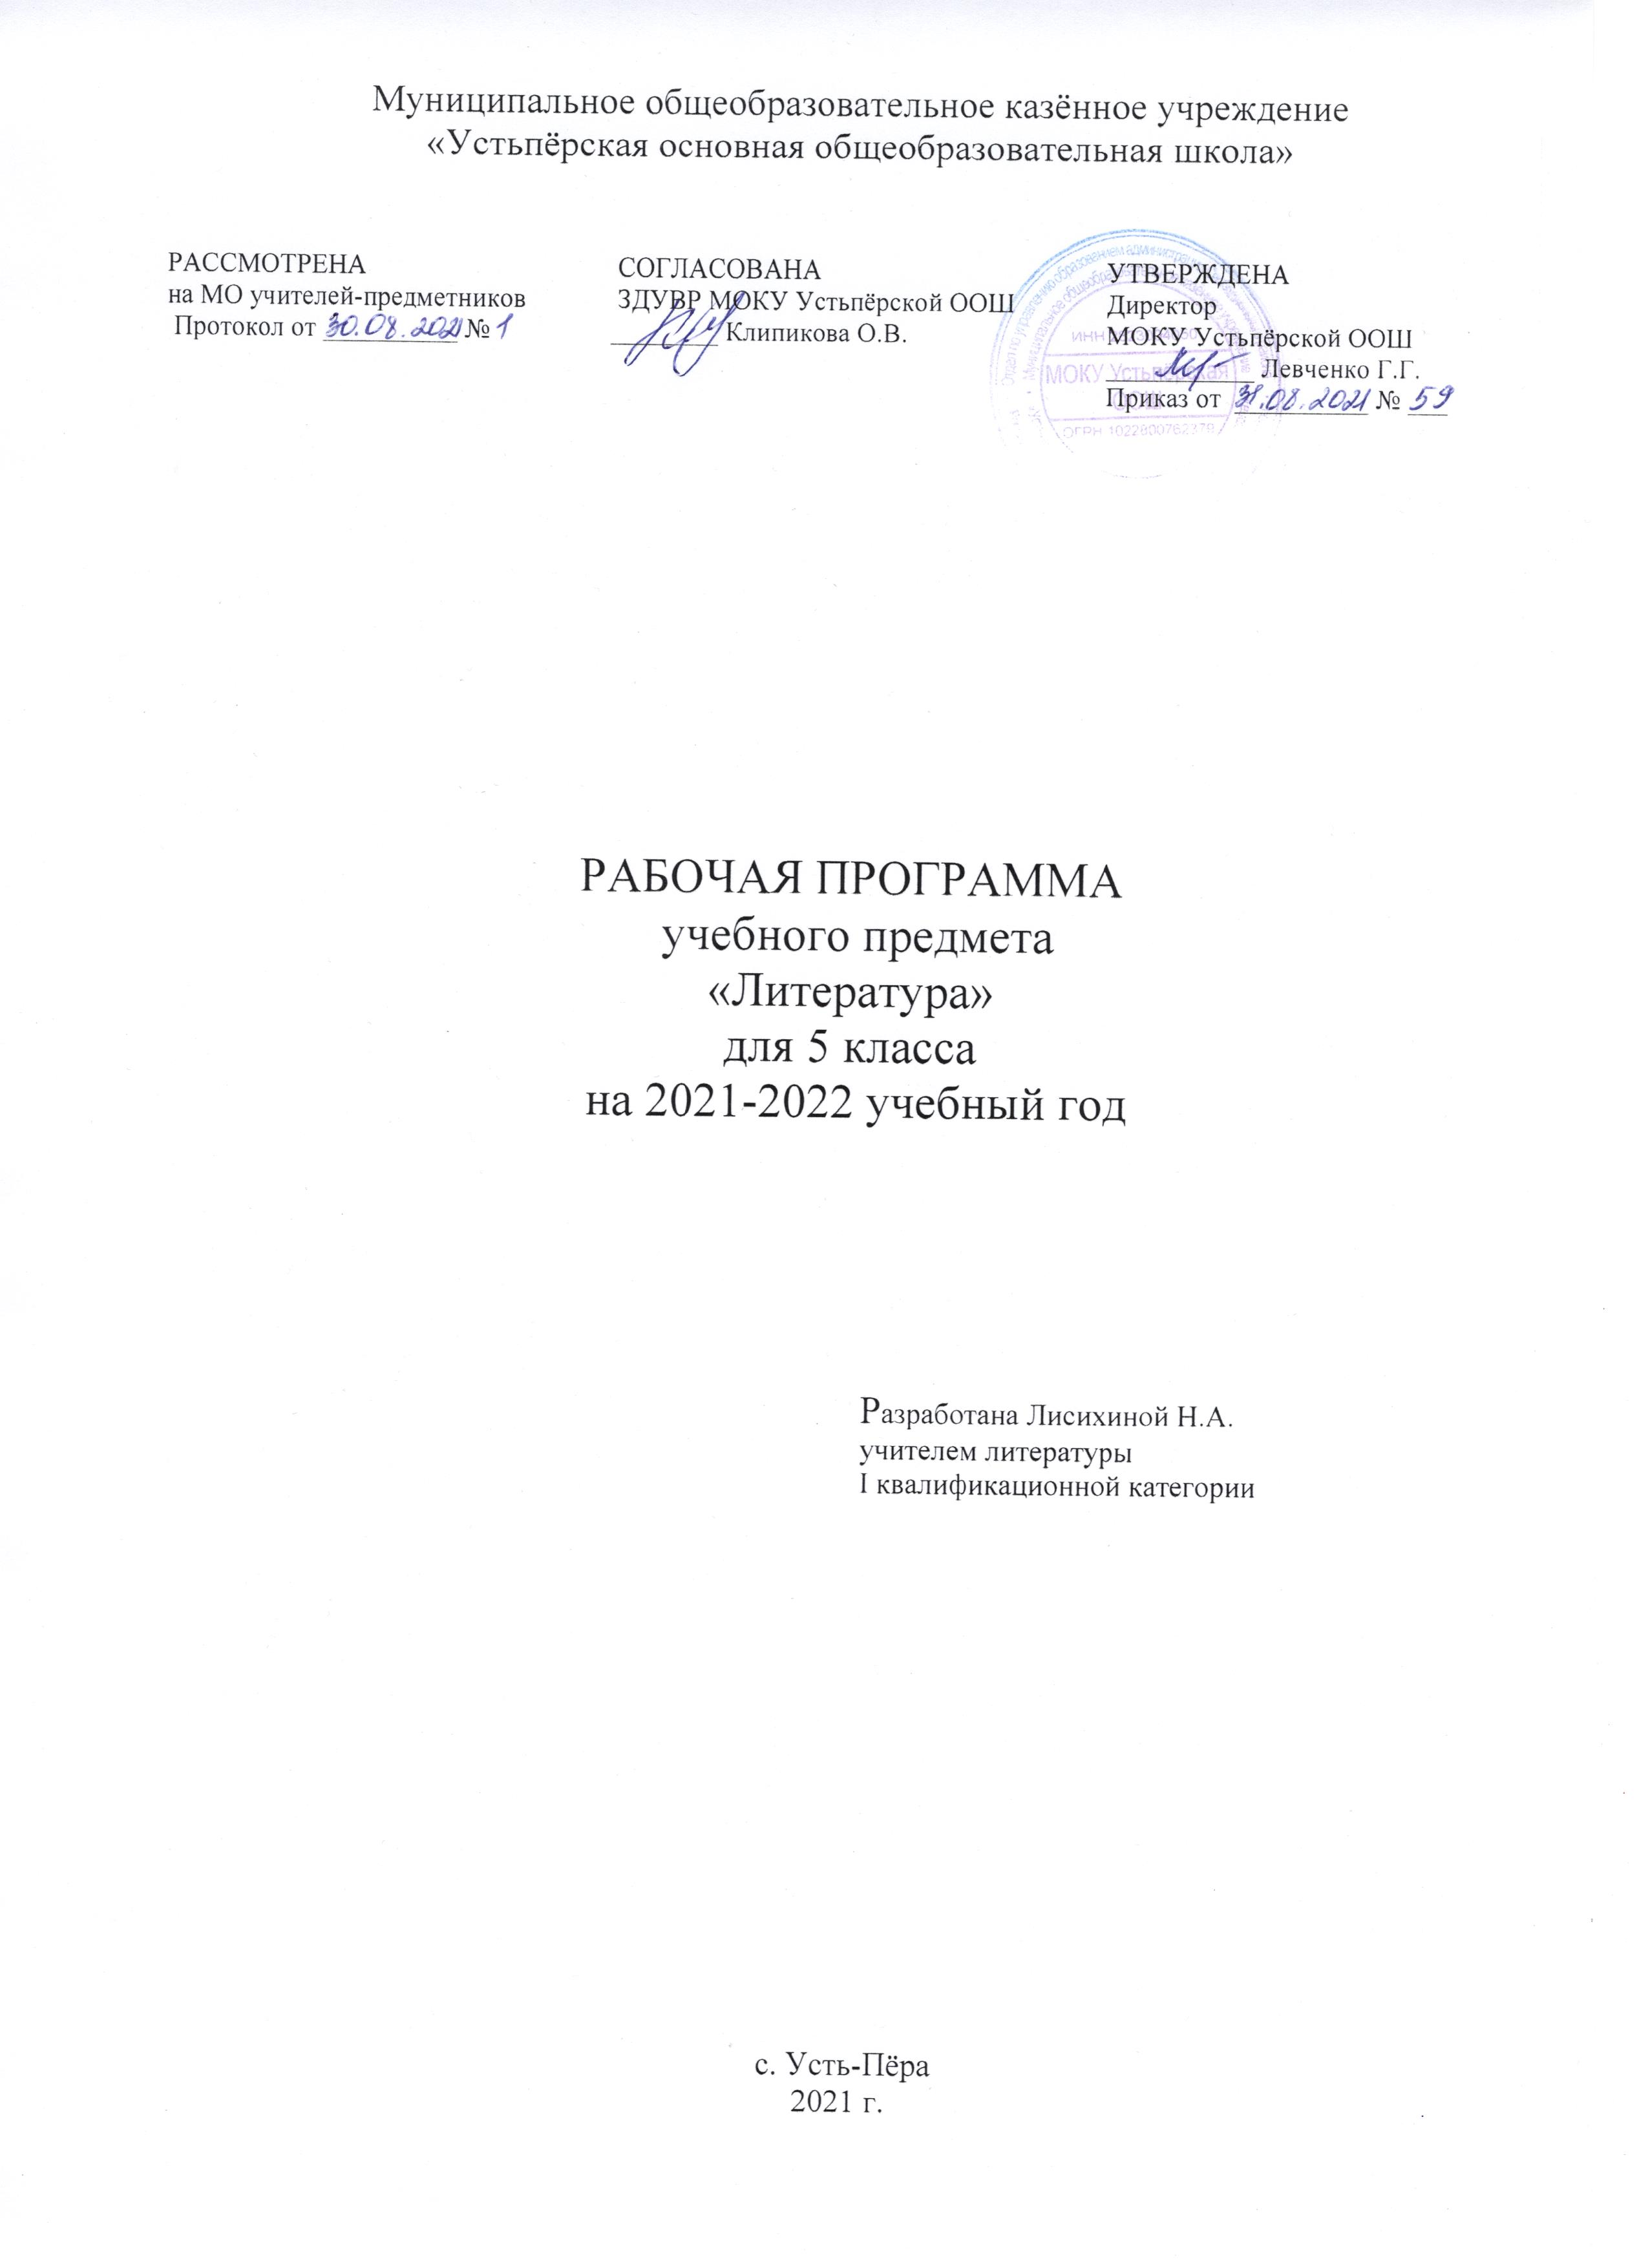 Муниципальное общеобразовательное казённое учреждение
«Устьпёрская основная общеобразовательная школа»
РАССМОТРЕНА
на МО учителей-предметников
Протокол от 30.08.2021 № 1
СОГЛАСОВАНА
ЗДУВР МОКУ Устьпёрской ООШ
Клипикова О.В.
УТВЕРЖДЕНА
Директор
МОКУ Устьпёрской ООШ
Левченко Г.Г.
Приказ от 31.08.2021 № 59
МОКУ Устьпёрская
ООШ
РАБОЧАЯ ПРОГРАММА
учебного предмета
«Литература»
для 5 класса
на 2021-2022 учебный год
Разработана Лисихиной Н.А.
учителем литературы
I квалификационной категории
с. Усть-Пёра
2021 г.